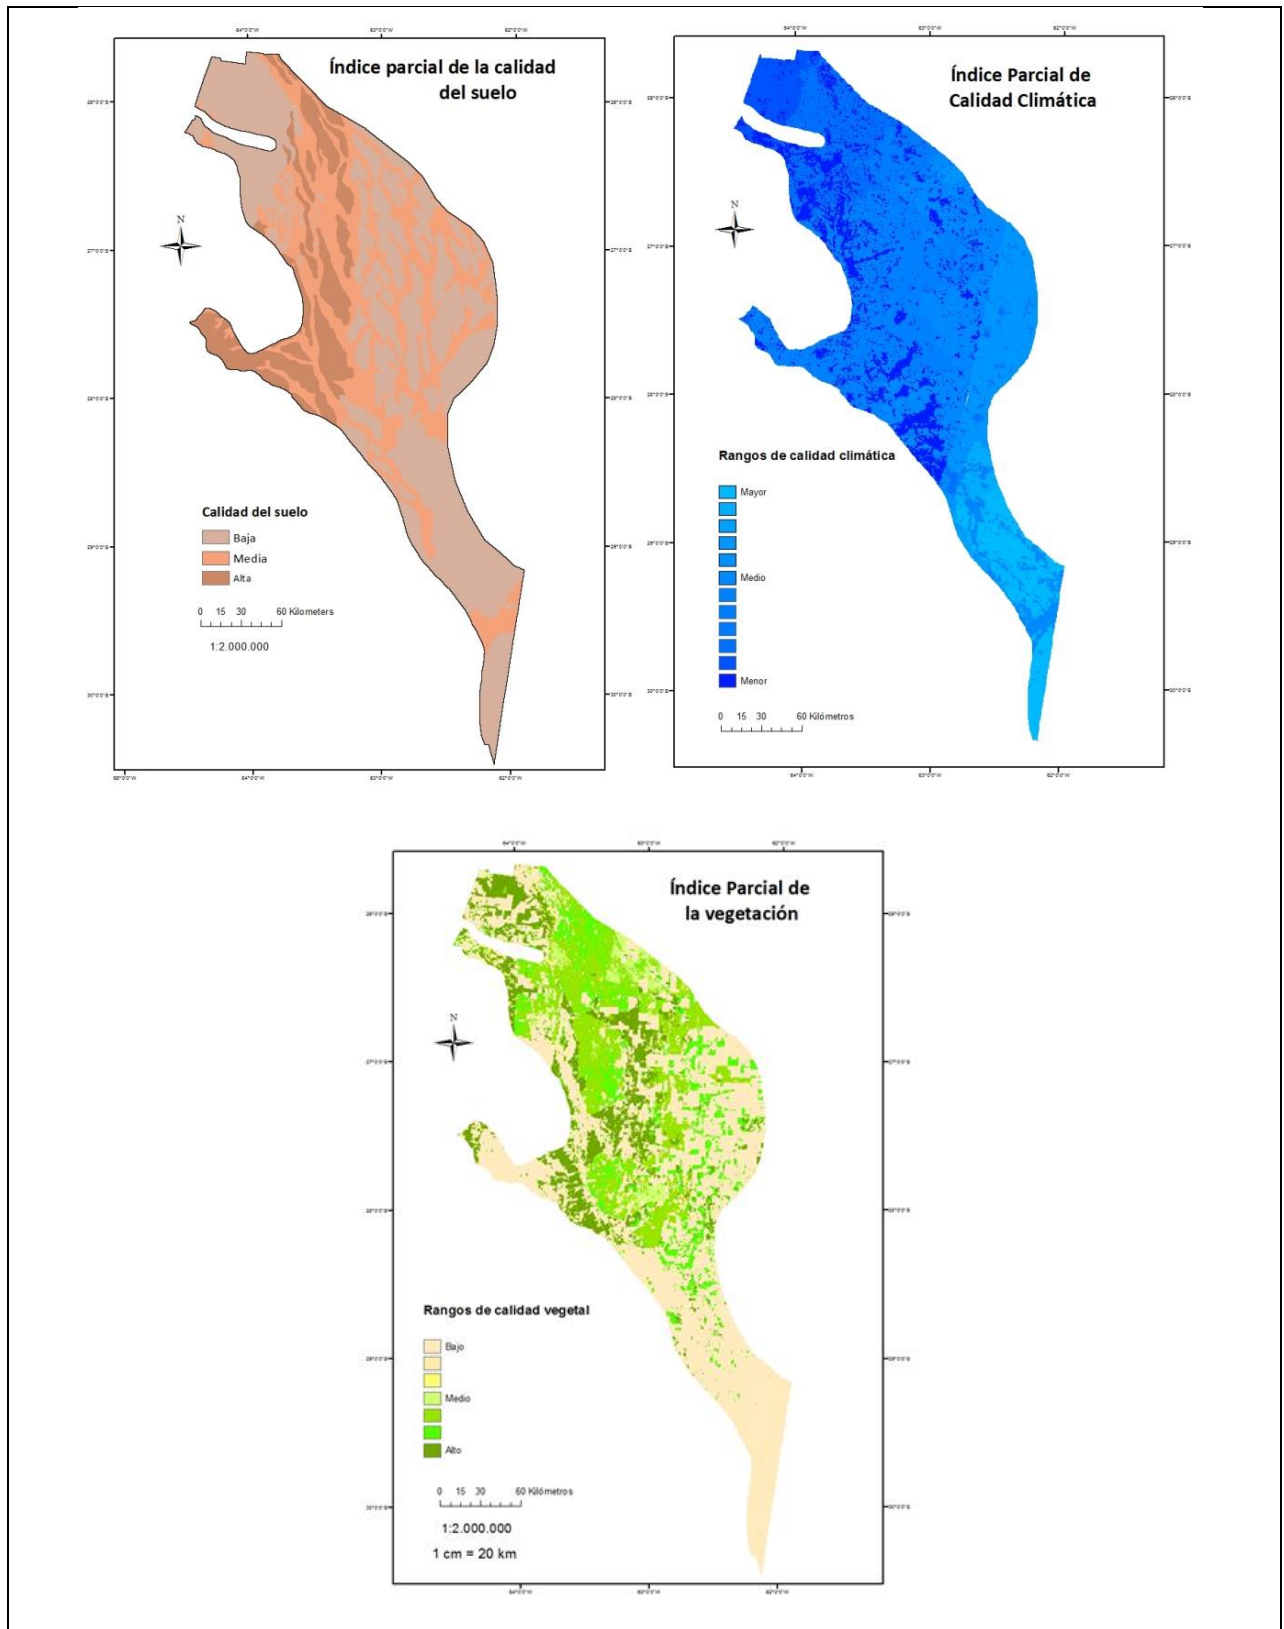 Índice parcial de la calidad
del suelo
N
Calidad del suelo
Baja
Media
Alta
0 15 30 60 Kilometers
1:2.000.000
Índice Parcial de
Calidad Climática
N
Rangos de calidad climática
Mayor
Medio
Menor
0 15 30 60 Kilómetros
Índice Parcial de
la vegetación
N
Rangos de calidad vegetal
Bajo
Medio
Alto
0 15 30 60 Kilómetros
1:2.000.000
1 cm = 20 km